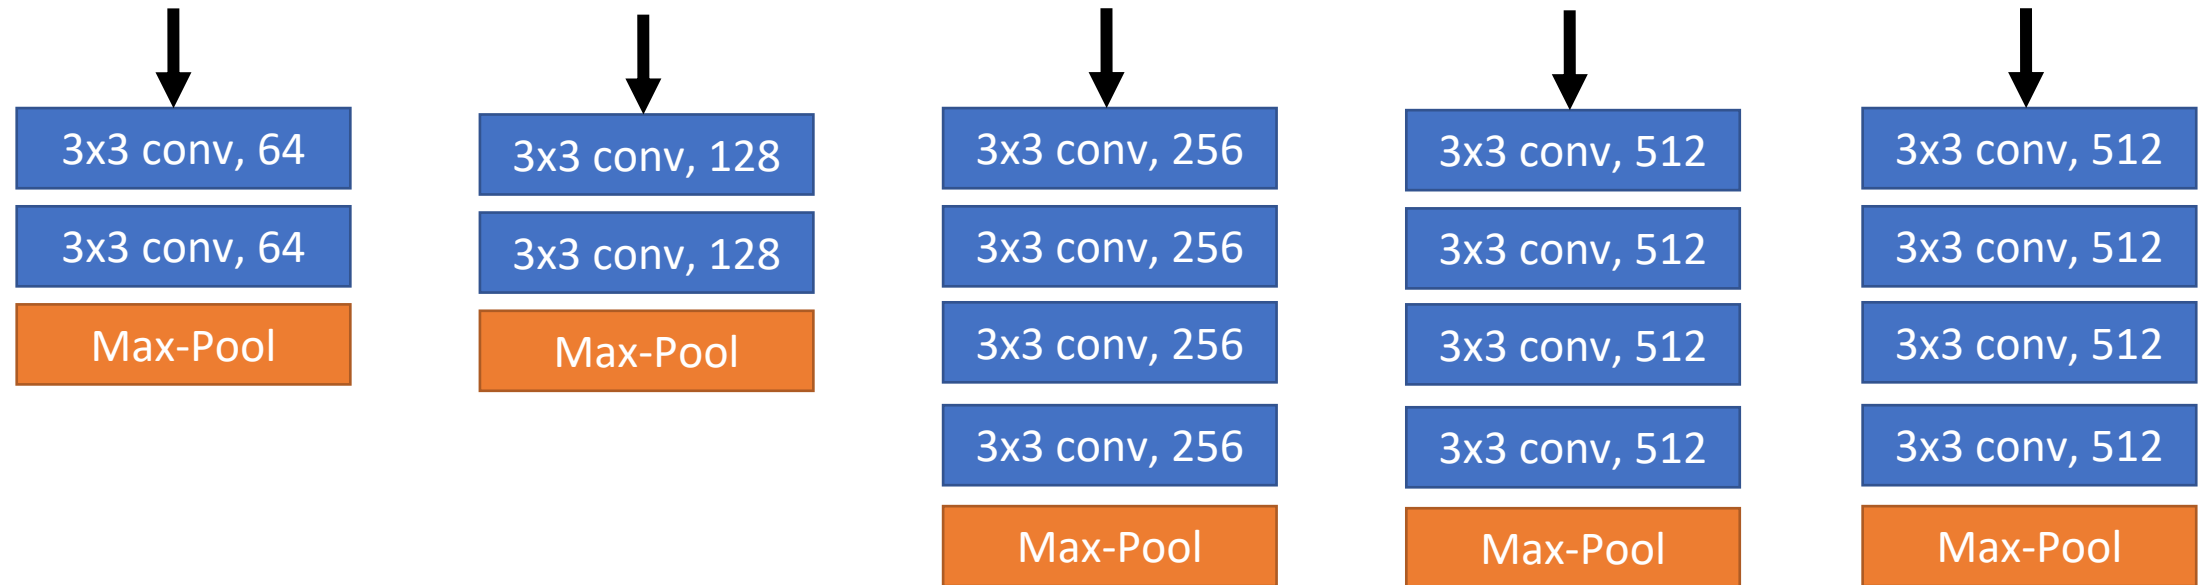 3x3 conv, 64
3x3 conv, 64
Max-Pool
3x3 conv, 128
3x3 conv, 128
Max-Pool
3x3 conv, 256
3x3 conv, 256
3x3 conv, 256
3x3 conv, 256
Max-Pool
3x3 conv, 512
3x3 conv, 512
3x3 conv, 512
3x3 conv, 512
Max-Pool
3x3 conv, 512
3x3 conv, 512
3x3 conv, 512
3x3 conv, 512
Max-Pool